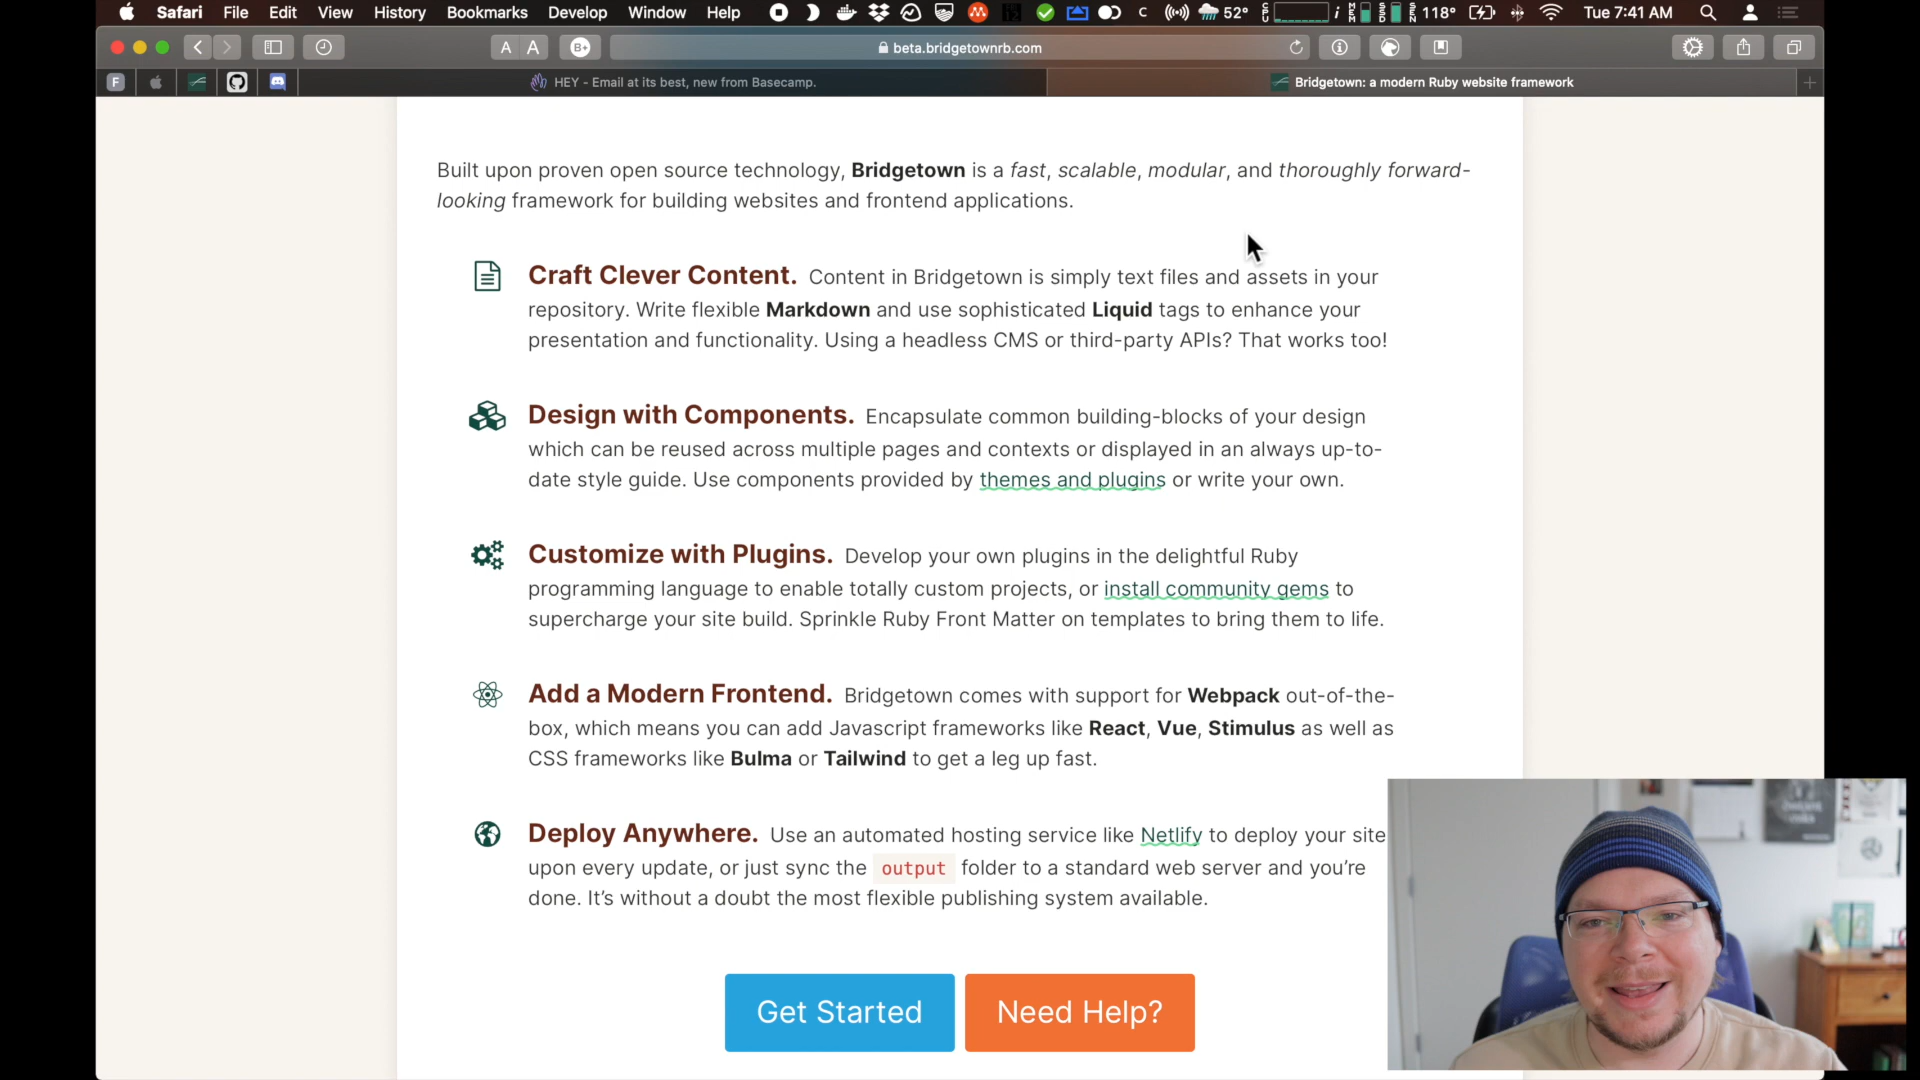 Safari File Edit View History Bookmarks Develop Window Help C 52° i 118° Tue 7:41 AM
A A B+ beta.bridgetownrb.com
F HEY - Email at its best, new from Basecamp. Bridgetown: a modern Ruby website framework
Built upon proven open source technology, Bridgetown is a fast, scalable, modular, and thoroughly forward-
looking framework for building websites and frontend applications.
Craft Clever Content. Content in Bridgetown is simply text files and assets in your
repository. Write flexible Markdown and use sophisticated Liquid tags to enhance your
presentation and functionality. Using a headless CMS or third-party APIs? That works too!
Design with Components. Encapsulate common building-blocks of your design
which can be reused across multiple pages and contexts or displayed in an always up-to-
date style guide. Use components provided by themes and plugins or write your own.
Customize with Plugins. Develop your own plugins in the delightful Ruby
programming language to enable totally custom projects, or install community gems to
supercharge your site build. Sprinkle Ruby Front Matter on templates to bring them to life.
Add a Modern Frontend. Bridgetown comes with support for Webpack out-of-the-
box, which means you can add Javascript frameworks like React, Vue, Stimulus as well as
CSS frameworks like Bulma or Tailwind to get a leg up fast.
Deploy Anywhere. Use an automated hosting service like Netlify to deploy your site
upon every update, or just sync the output folder to a standard web server and you're
done. It's without a doubt the most flexible publishing system available.
Get Started Need Help?